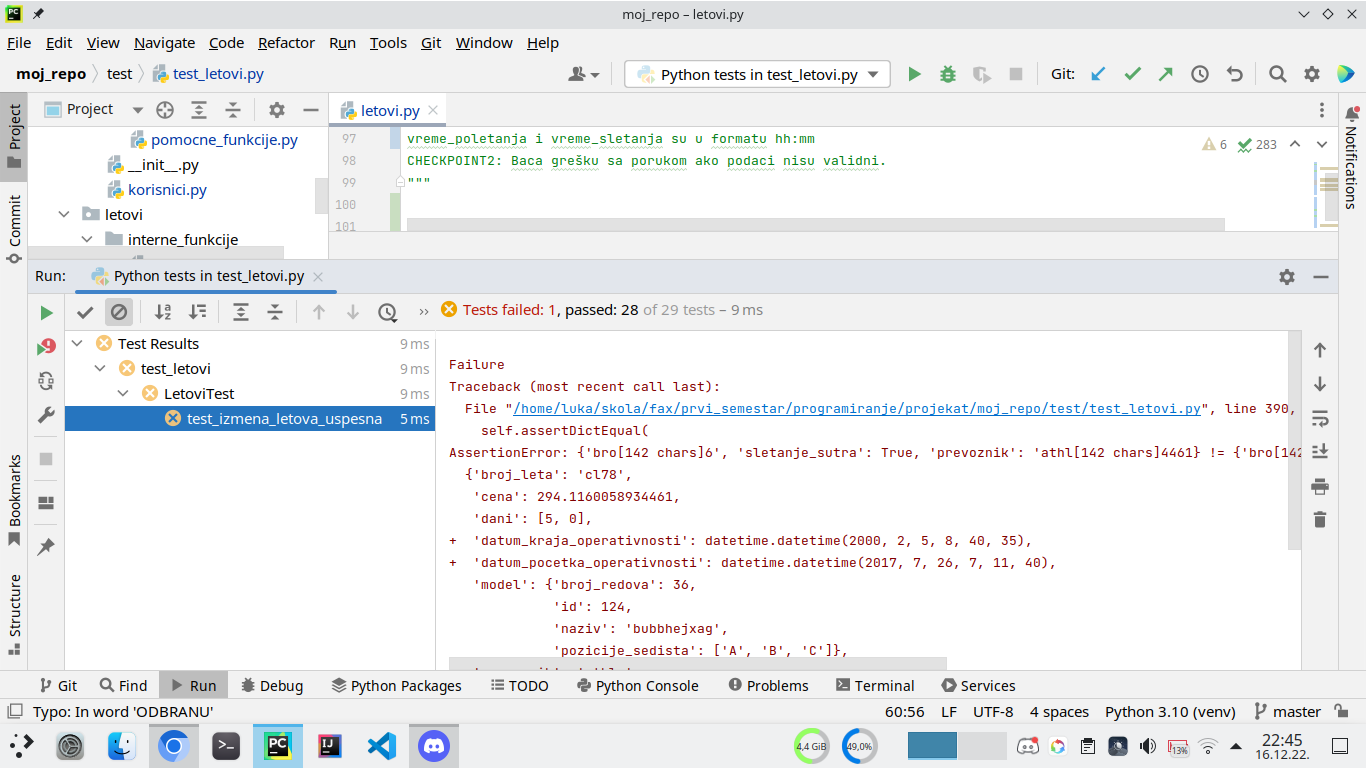 moj_repo – letovi.py
File Edit View Navigate Code Refactor Run Tools Git Window Help
moj_repo test test_letovi.py
Python tests in test_letovi.py
Git:
Project
letovi.py
pomocne_funkcije.py
__init__.py
korisnici.py
letovi
interne_funkcije
97 vreme_poletanja i vreme_sletanja su u formatu hh:mm
98 CHECKPOINT2: Baca grešku sa porukom ako podaci nisu validni.
99 """
100
101
6 283
Project
Commit
Bookmarks
Structure
Notifications
Run: Python tests in test_letovi.py
Tests failed: 1, passed: 28 of 29 tests – 9 ms
Test Results 9 ms
test_letovi 9 ms
LetoviTest 9 ms
test_izmena_letova_uspesna 5 ms
Failure
Traceback (most recent call last):
File "/home/luka/skola/fax/prvi_semestar/programiranje/projekat/moj_repo/test/test_letovi.py", line 390,
self.assertDictEqual(
AssertionError: {'bro[142 chars]6', 'sletanje_sutra': True, 'prevoznik': 'athl[142 chars]4461} != {'bro[142
{'broj_leta': 'cl78',
'cena': 294.1160058934461,
'dani': [5, 0],
+ 'datum_kraja_operativnosti': datetime.datetime(2000, 2, 5, 8, 40, 35),
+ 'datum_pocetka_operativnosti': datetime.datetime(2017, 7, 26, 7, 11, 40),
'model': {'broj_redova': 36,
'id': 124,
'naziv': 'bubbhejxag',
'pozicije_sedista': ['A', 'B', 'C']},
Git Find Run Debug Python Packages TODO Python Console Problems Terminal Services
Typo: In word 'ODBRANU' 60:56 LF UTF-8 4 spaces Python 3.10 (venv) master
4,4 GiB 49,0% 13% 22:45
16.12.22.